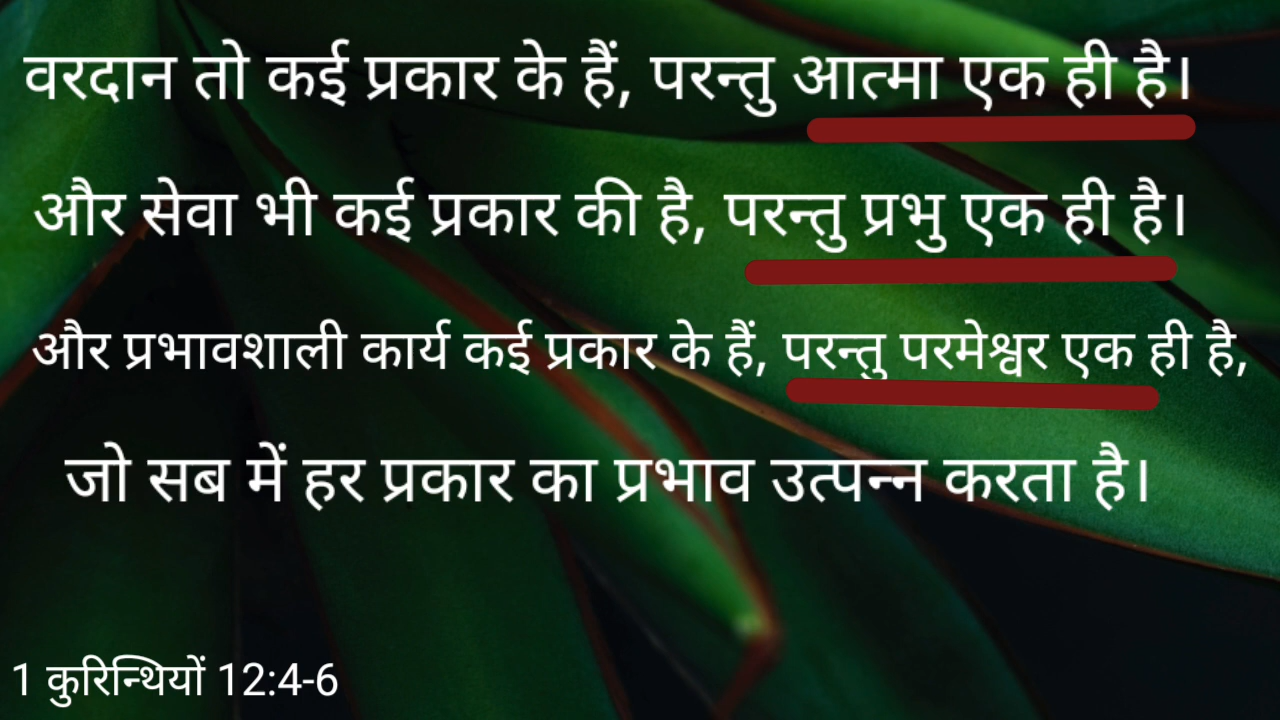 वरदान तो कई प्रकार के हैं, परन्तु आत्मा एक ही है।
और सेवा भी कई प्रकार की है, परन्तु प्रभु एक ही है।
और प्रभावशाली कार्य कई प्रकार के हैं, परन्तु परमेश्वर एक ही है,
जो सब में हर प्रकार का प्रभाव उत्पन्न करता है।
1 कुरिन्थियों 12:4-6